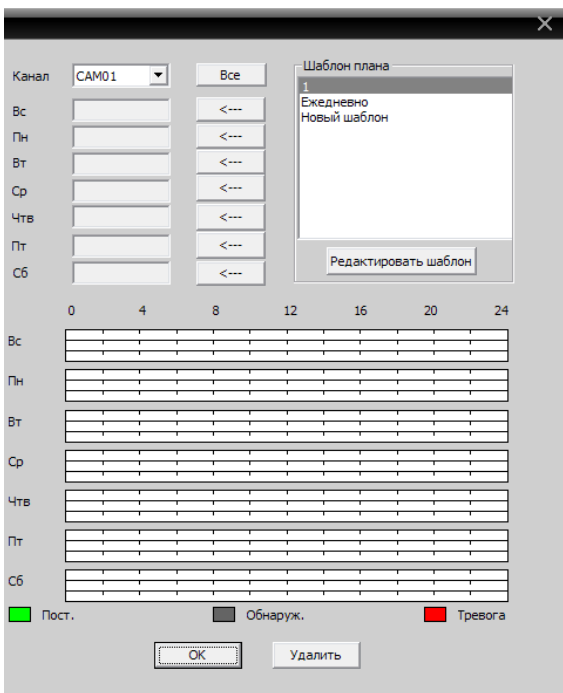 Канал CAM01 Все Шаблон плана
1
Ежедневно
Новый шаблон
Вс <---
Пн <---
Вт <---
Ср <---
Чтв <---
Пт <---
Сб <---
Редактировать шаблон
0 4 8 12 16 20 24
Вс
Пн
Вт
Ср
Чтв
Пт
Сб
Пост. Обнаруж. Тревога
OK Удалить